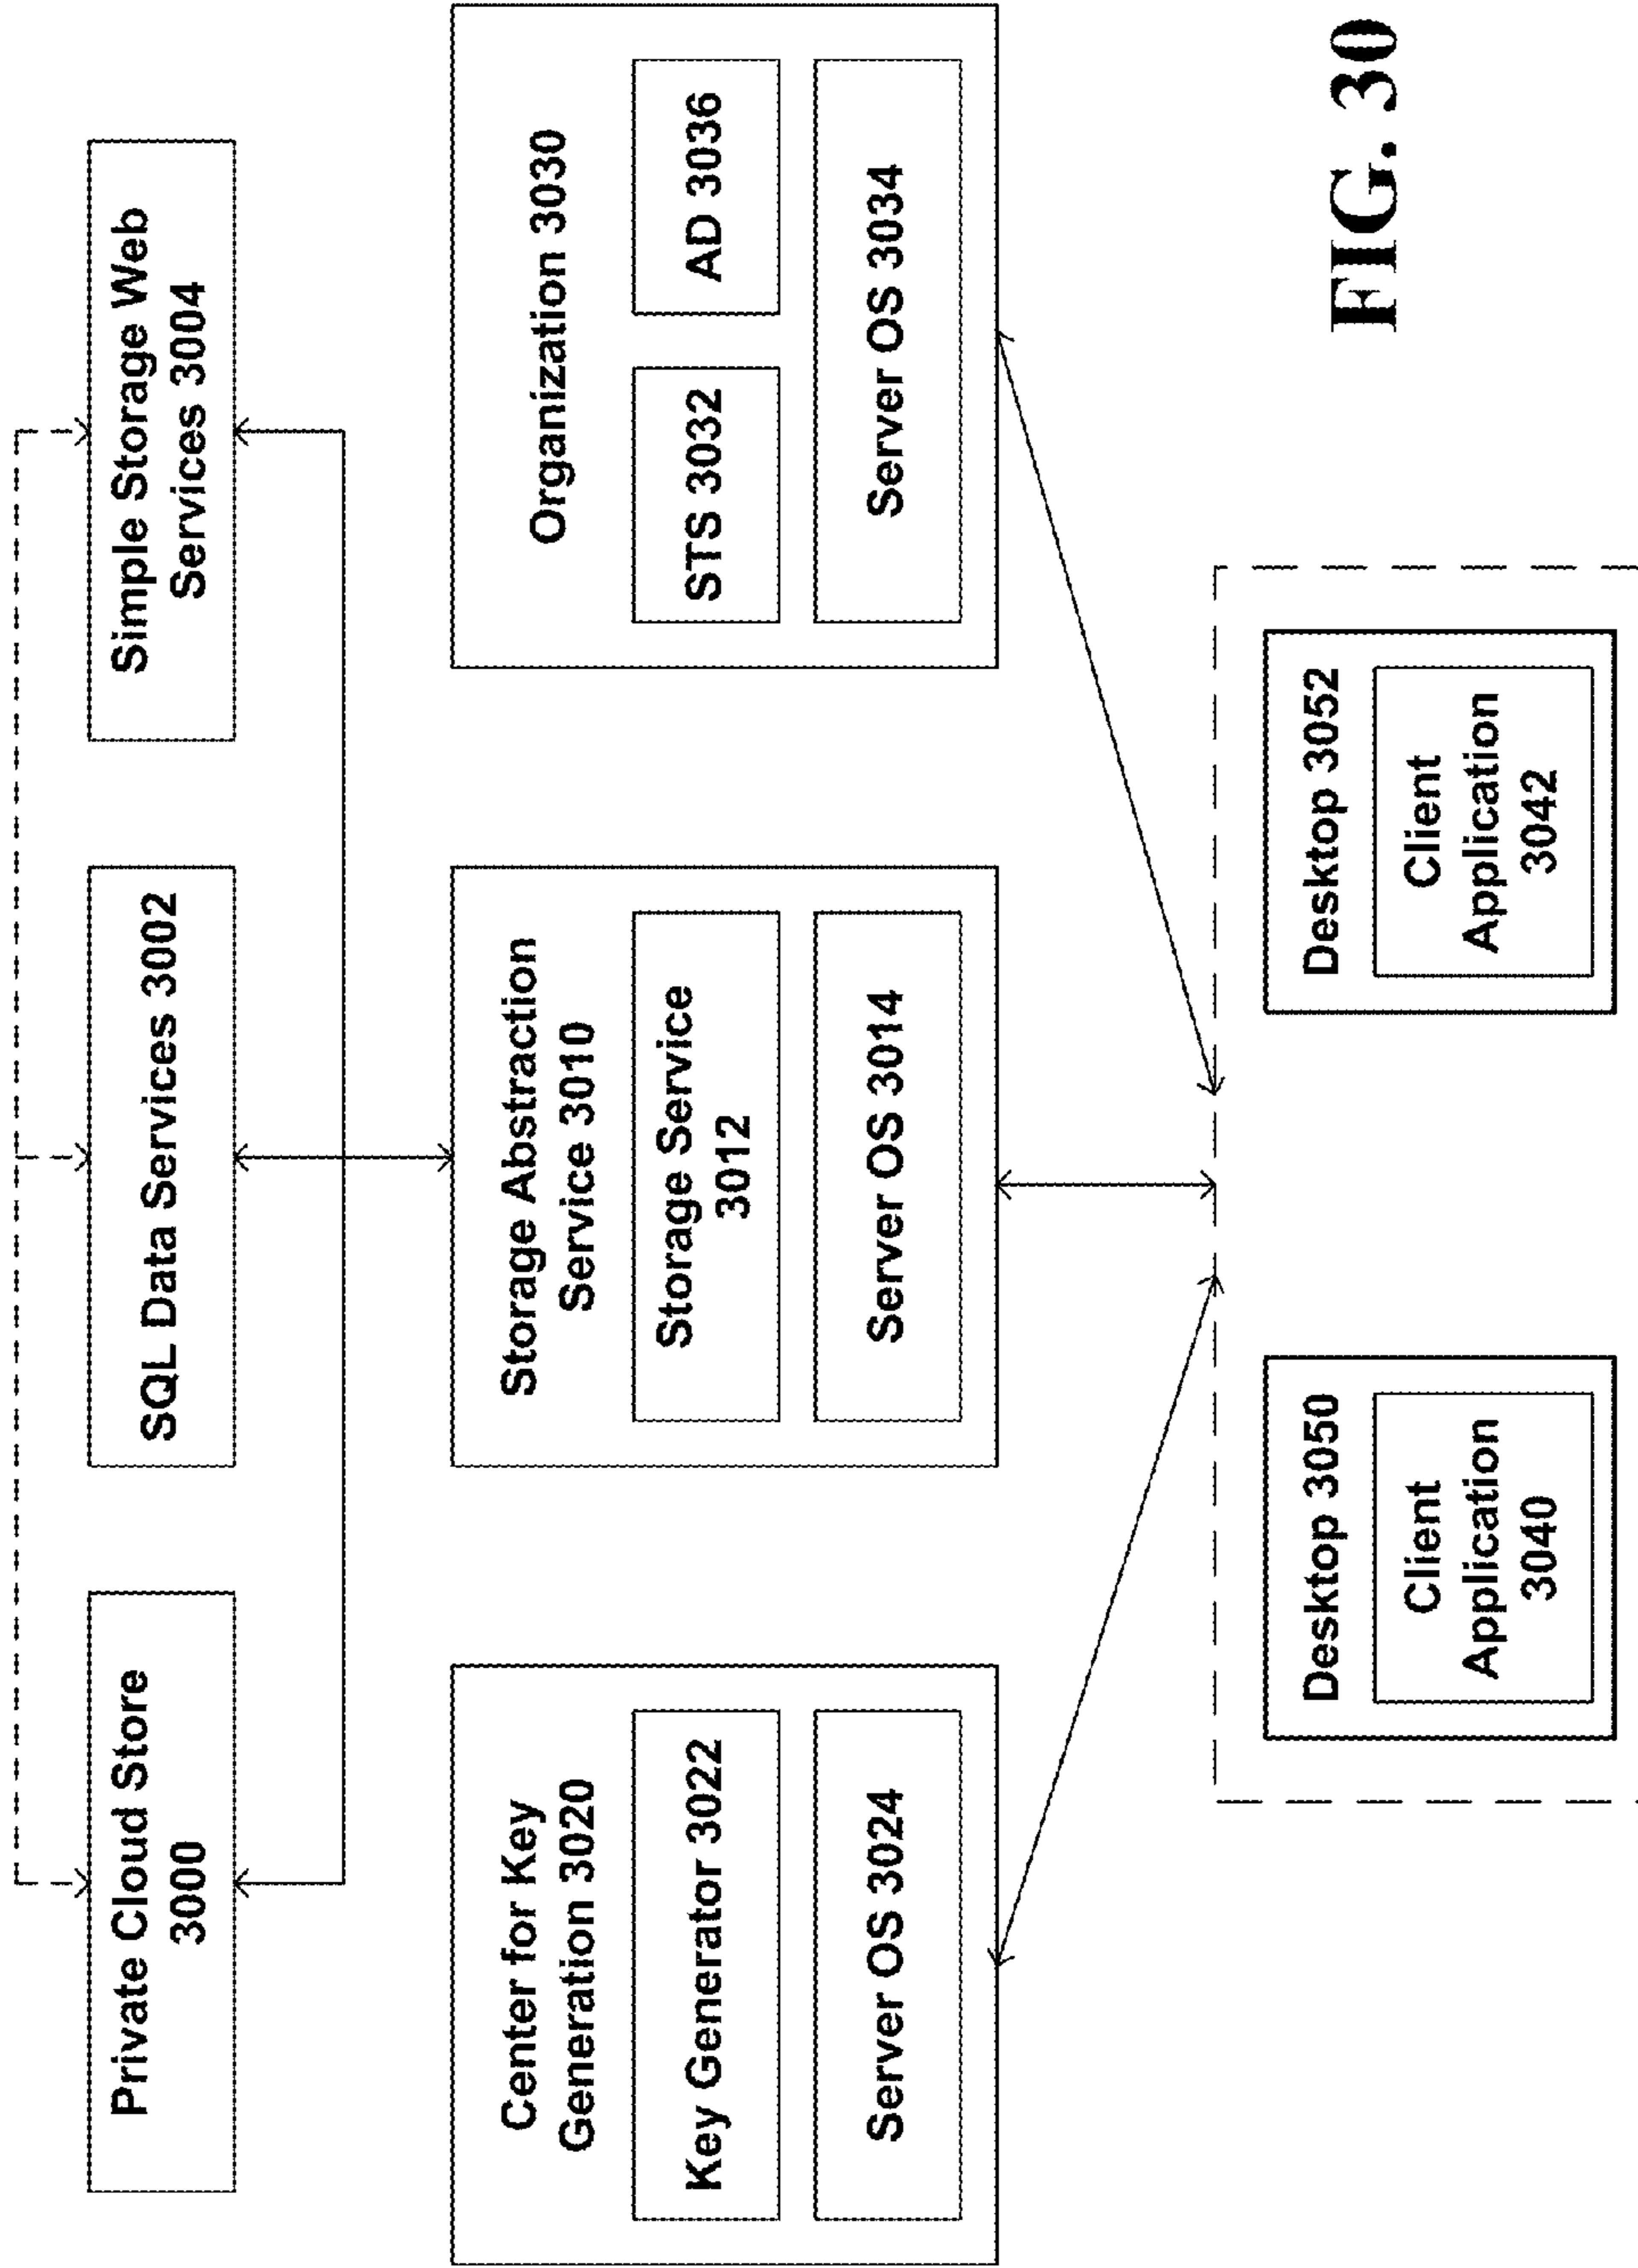 Private Cloud Store
3000
SQL Data Services 3002
Simple Storage Web
Services 3004
Center for Key
Generation 3020
Key Generator 3022
Server OS 3024
Storage Abstraction
Service 3010
Storage Service
3012
Server OS 3014
Organization 3030
STS 3032
AD 3036
Server OS 3034
Desktop 3050
Client
Application
3040
Desktop 3052
Client
Application
3042
FIG. 30